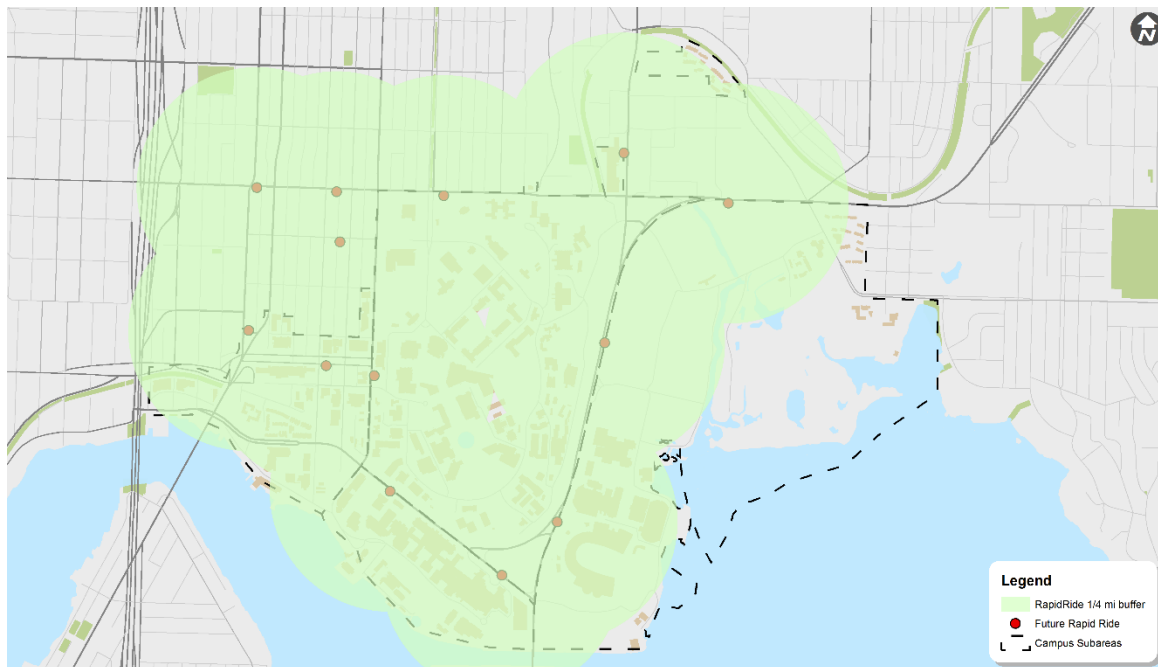 N
Legend
RapidRide 1/4 mi buffer
Future Rapid Ride
Campus Subareas